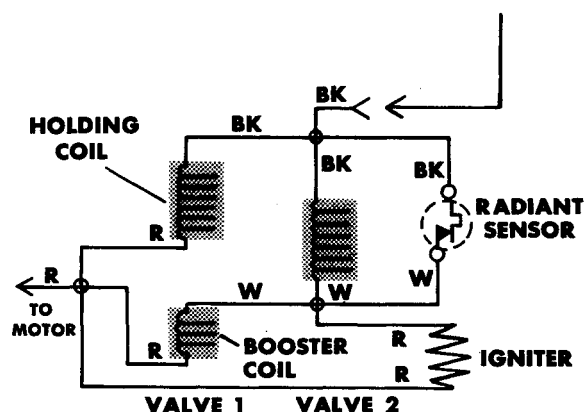 BK
HOLDING
COIL
BK
BK
BK
RADIANT
SENSOR
R
R
TO
MOTOR
W
W
W
R
BOOSTER
COIL
R
R
IGNITER
VALVE 1
VALVE 2